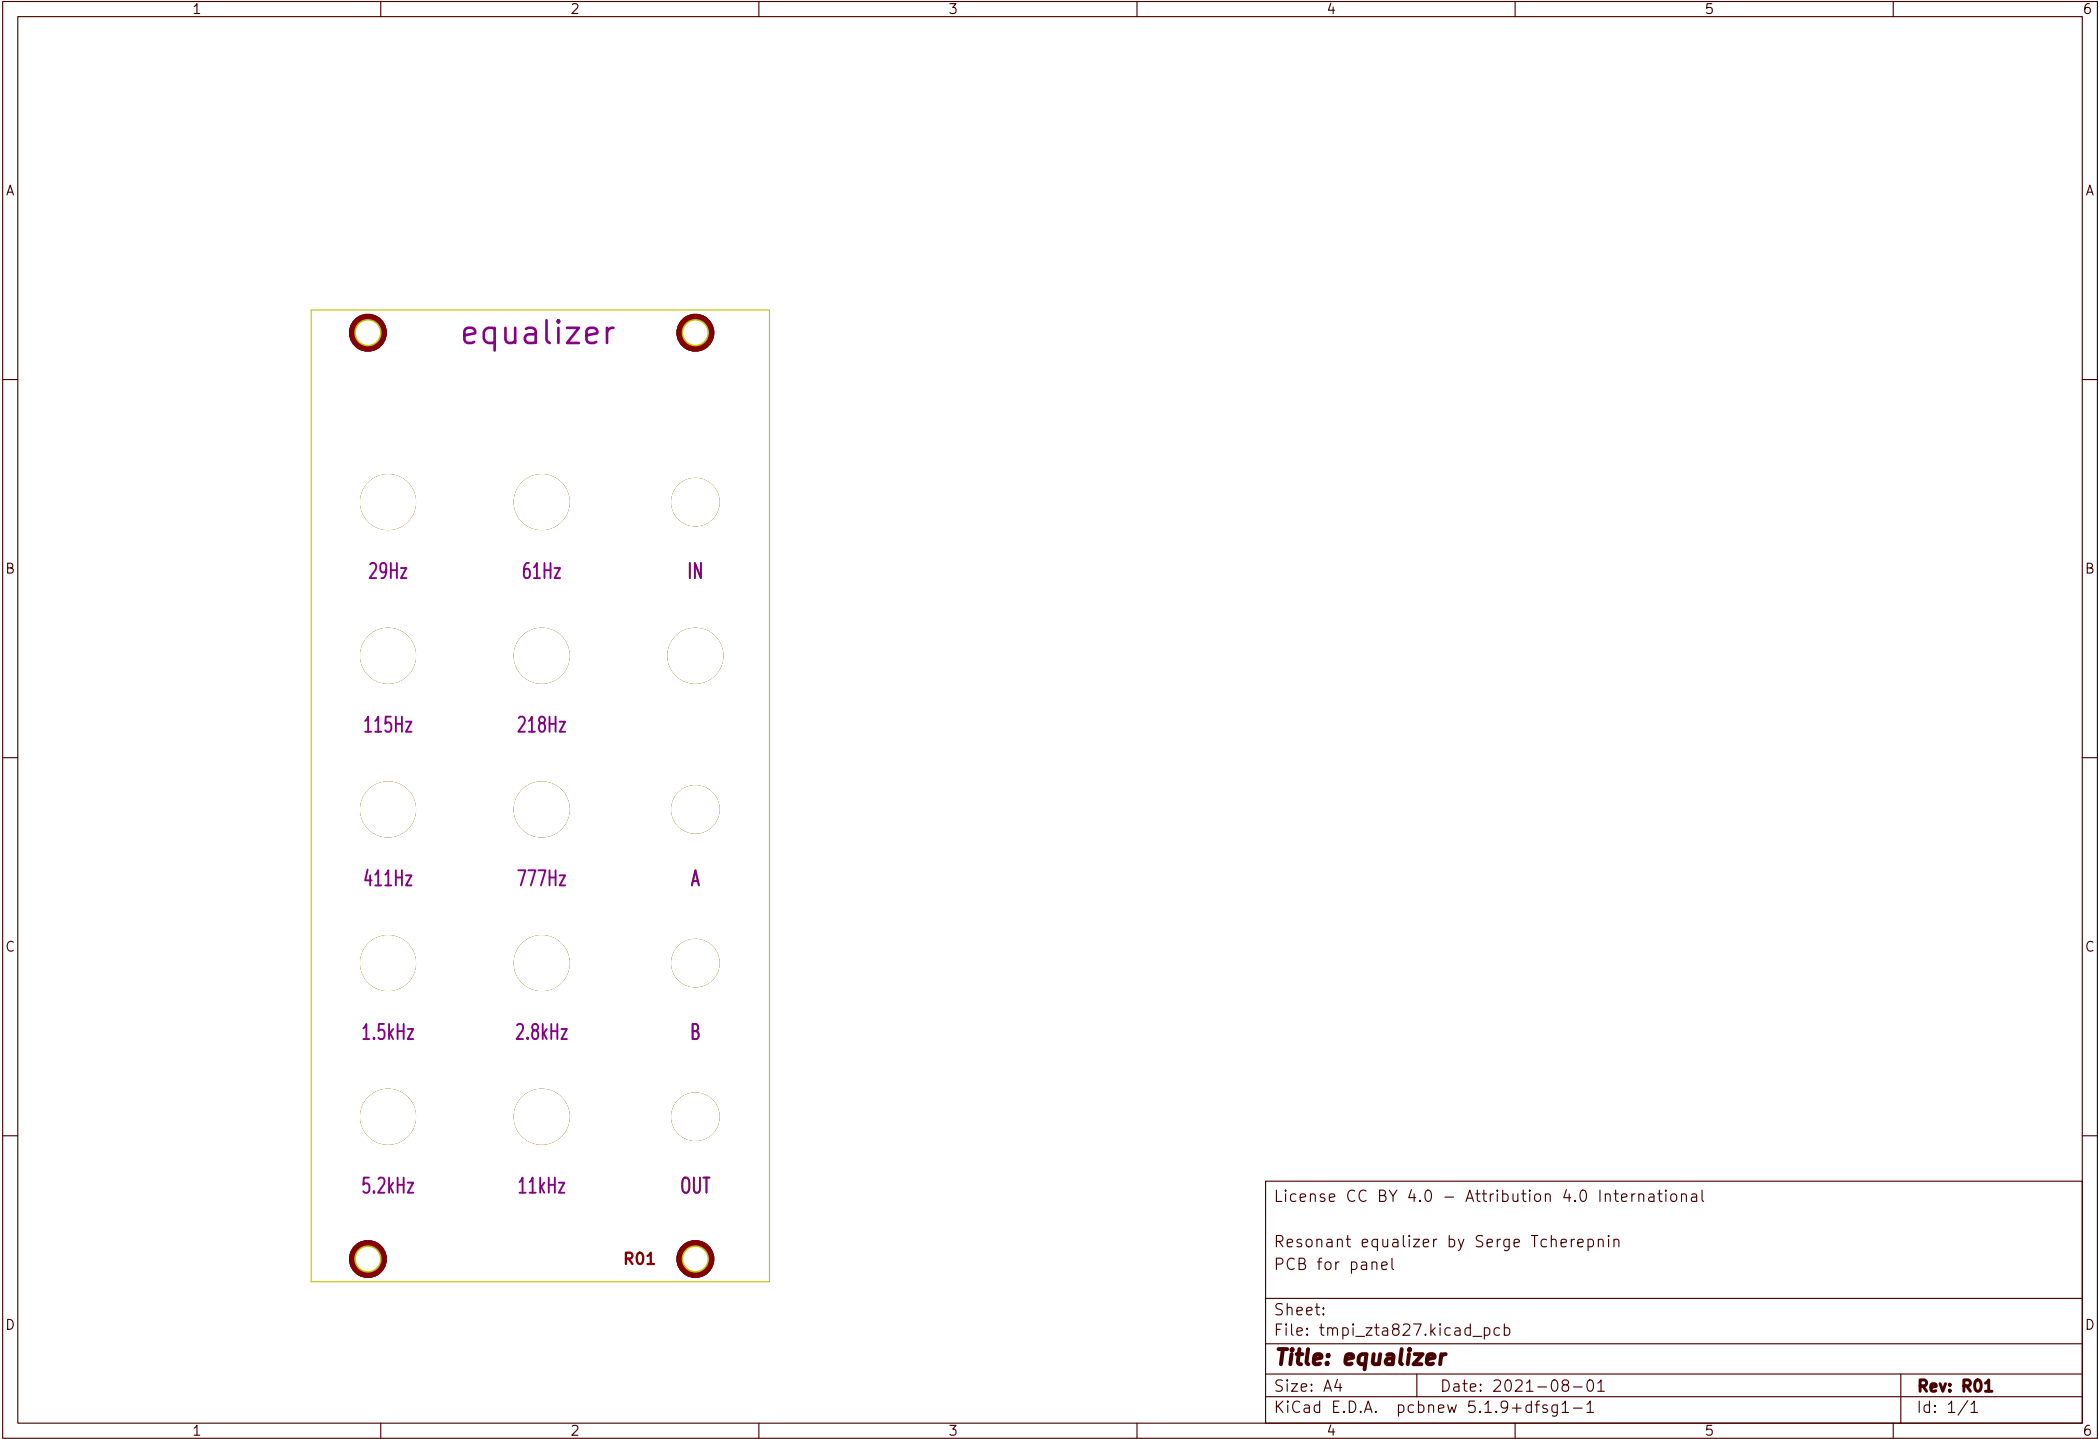 1 2 3 4 5 6
A A
equalizer
29Hz 61Hz IN
B B
115Hz 218Hz
411Hz 777Hz A
C C
1.5kHz 2.8kHz B
5.2kHz 11kHz OUT
R01
License CC BY 4.0 - Attribution 4.0 International
Resonant equalizer by Serge Tcherepnin
PCB for panel
Sheet:
D D
File: tmpi_zta827.kicad_pcb
Title: equalizer
Size: A4 Date: 2021-08-01 Rev: R01
KiCad E.D.A. pcbnew 5.1.9+dfsg1-1 Id: 1/1
1 2 3 4 5 6